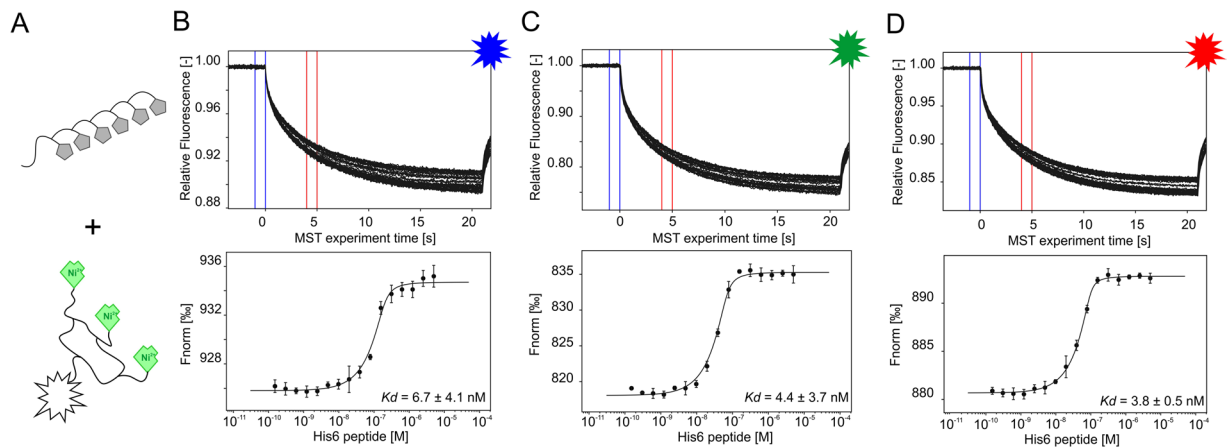 A
+
Ni²⁺
Ni²⁺
Ni²⁺
B
Relative Fluorescence [-]
1.00
0.96
0.92
0.88
0 5 10 15 20
MST experiment time [s]
Fnorm [‰]
936
934
928
925
Kd = 6.7 ± 4.1 nM
10⁻¹⁰ 10⁻¹⁰ 10⁻⁹ 10⁻⁸ 10⁻⁷ 10⁻⁶ 10⁻⁵ 10⁻⁴
His6 peptide [M]
C
Relative Fluorescence [-]
1.00
0.90
0.80
0 5 10 15 20
MST experiment time [s]
Fnorm [‰]
835
830
825
820
Kd = 4.4 ± 3.7 nM
10⁻¹¹ 10⁻¹⁰ 10⁻⁹ 10⁻⁸ 10⁻⁷ 10⁻⁶ 10⁻⁵ 10⁻⁴
His6 peptide [M]
D
Relative Fluorescence [-]
1.00
0.95
0.90
0.85
0 5 10 15 20
MST experiment time [s]
Fnorm [‰]
890
885
880
Kd = 3.8 ± 0.5 nM
10⁻¹¹ 10⁻¹⁰ 10⁻⁹ 10⁻⁸ 10⁻⁷ 10⁻⁶ 10⁻⁵ 10⁻⁴
His6 peptide [M]